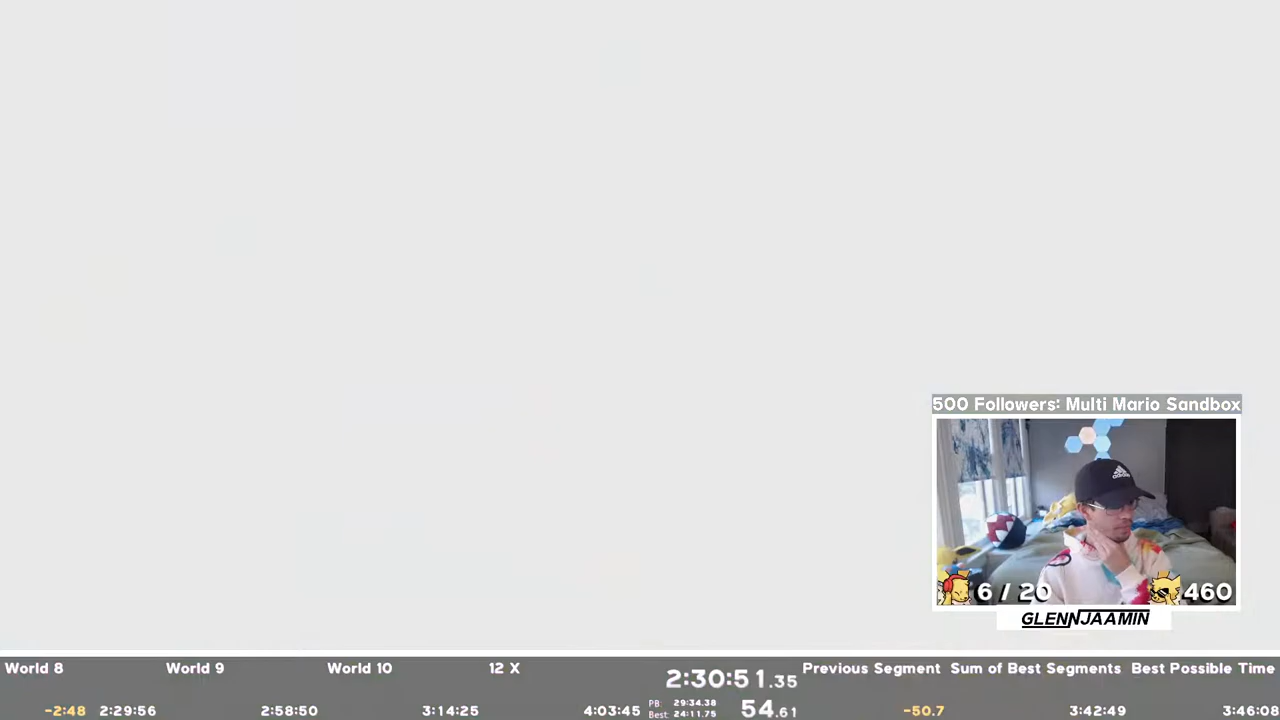 500 Followers: Multi Mario Sandbox
6 / 20
460
GLENNJAAMIN
World 8
World 9
World 10
12 X
2:30:51.35
Previous Segment
Sum of Best Segments
Best Possible Time
-2:48
2:29:56
2:58:50
3:14:25
4:03:45
PB: 29:34.38
Best: 24:11.75
54.61
-50.7
3:42:49
3:46:08